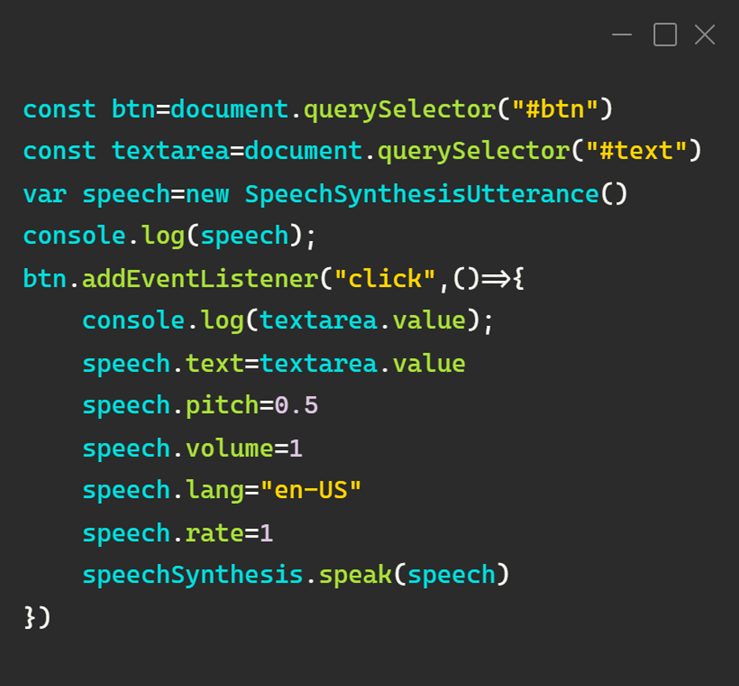 const btn=document.querySelector("#btn")
const textarea=document.querySelector("#text")
var speech=new SpeechSynthesisUtterance()
console.log(speech);
btn.addEventListener("click",()=>{
    console.log(textarea.value);
    speech.text=textarea.value
    speech.pitch=0.5
    speech.volume=1
    speech.lang="en-US"
    speech.rate=1
    speechSynthesis.speak(speech)
})